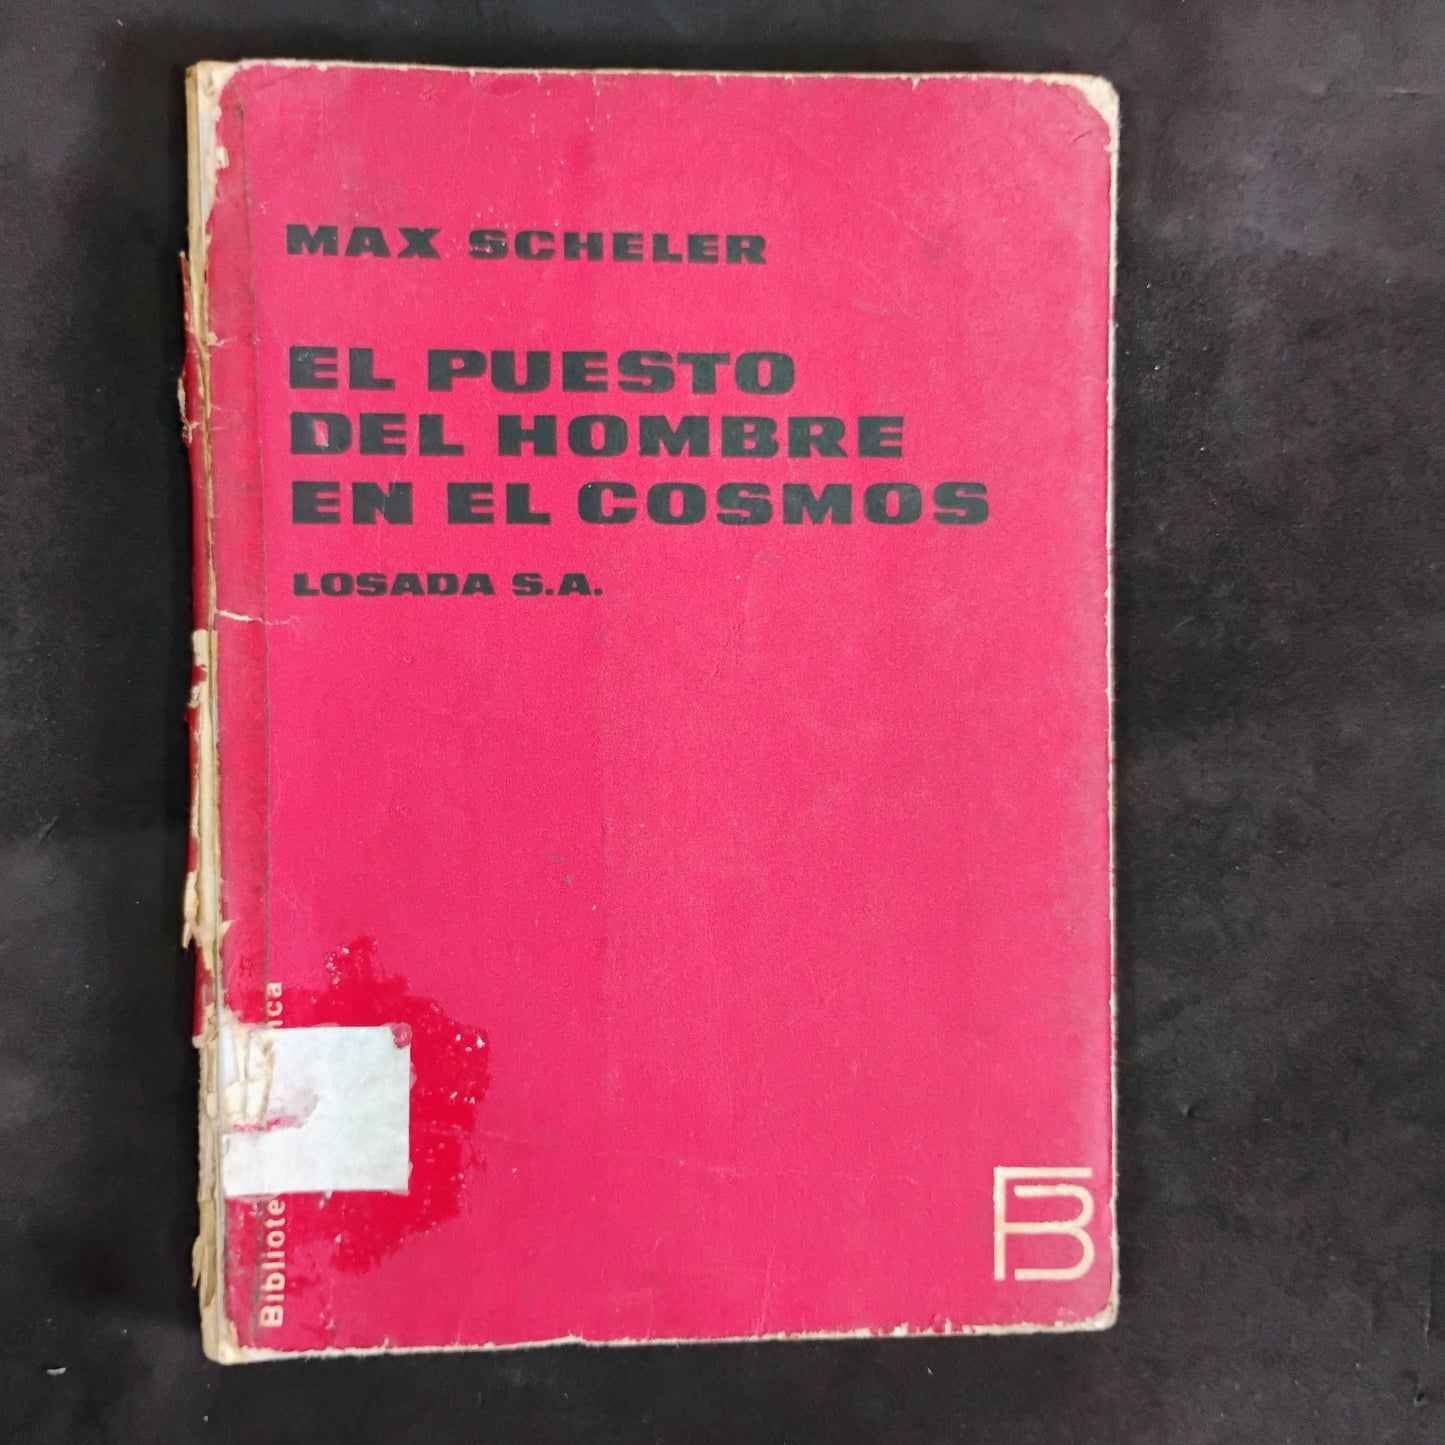 MAX SCHELER
EL PUESTO
DEL HOMBRE
EN EL COSMOS
LOSADA S.A.